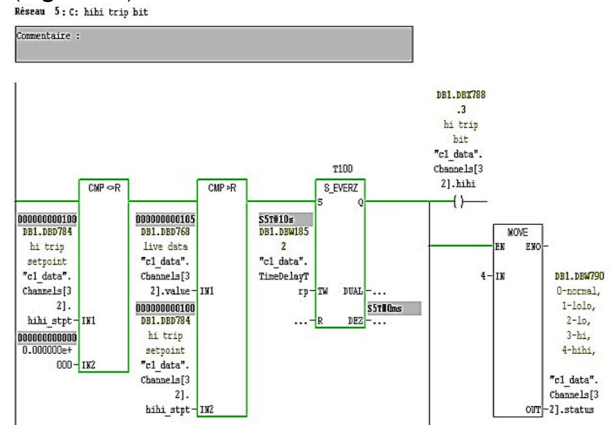 Réseau 5 : C: hihi trip bit
Commentaire :
DB1.DBX788
.3
hi trip
bit
"c1_data".
Channels[3
2].hihi
( )
T100
S_EVERZ
S Q
CMP <>R
CMP >R
000000000100
DB1.DBD784
hi trip
setpoint
"c1_data".
Channels[3
2].
hihi_stpt IN1
000000000000
0.000000e+
000 IN2
000000000105
DB1.DBD768
live data
"c1_data".
Channels[3
2].value IN1
000000000100
DB1.DBD784
hi trip
setpoint
"c1_data".
Channels[3
2].
hihi_stpt IN2
S5T#10s
DB1.DBW185
2
"c1_data".
TimeDelayT
rp TW DUAL ...
S5T#0ms
... R DEZ ...
MOVE
EN ENO
4 IN
DB1.DBW790
0-normal,
1-lolo,
2-lo,
3-hi,
4-hihi,
"c1_data".
Channels[3
OUT 2].status